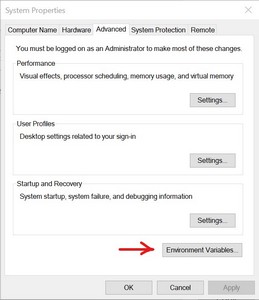 System Properties
Computer Name Hardware Advanced System Protection Remote
You must be logged on as an Administrator to make most of these changes.
Performance
Visual effects, processor scheduling, memory usage, and virtual memory
Settings...
User Profiles
Desktop settings related to your sign-in
Settings...
Startup and Recovery
System startup, system failure, and debugging information
Settings...
Environment Variables...
OK Cancel Apply